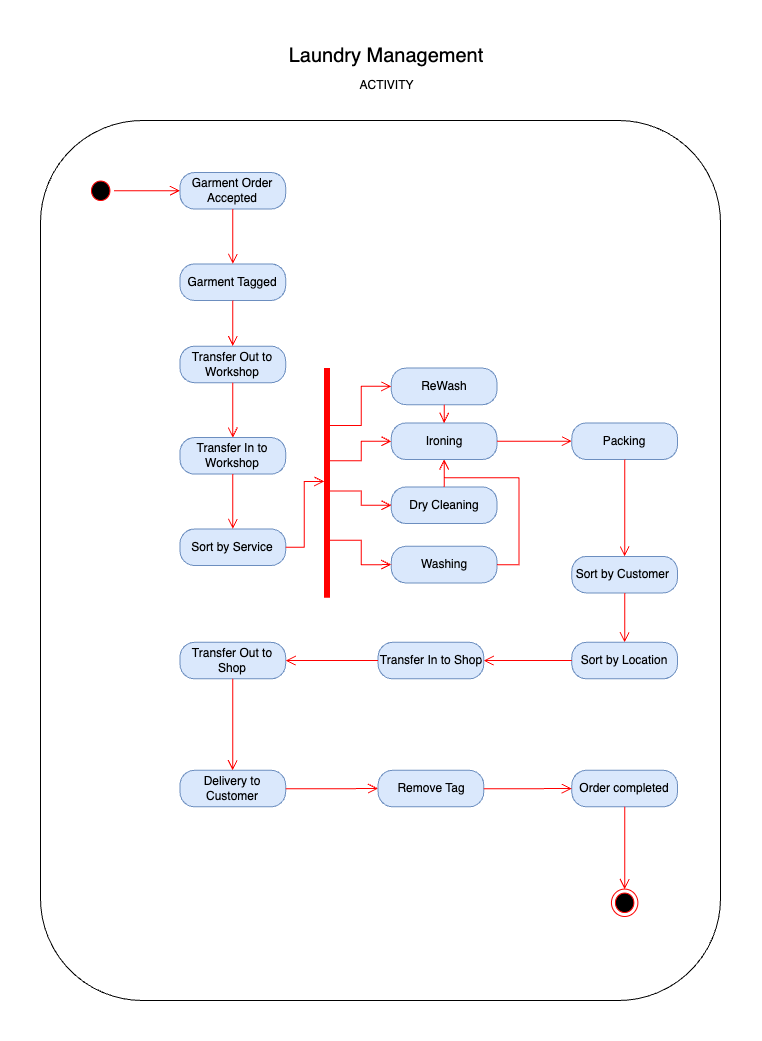 Laundry Management
ACTIVITY
Garment Order
Accepted
Garment Tagged
Transfer Out to
Workshop
Transfer In to
Workshop
Sort by Service
ReWash
Ironing
Dry Cleaning
Washing
Packing
Sort by Customer
Sort by Location
Transfer In to Shop
Transfer Out to
Shop
Delivery to
Customer
Remove Tag
Order completed